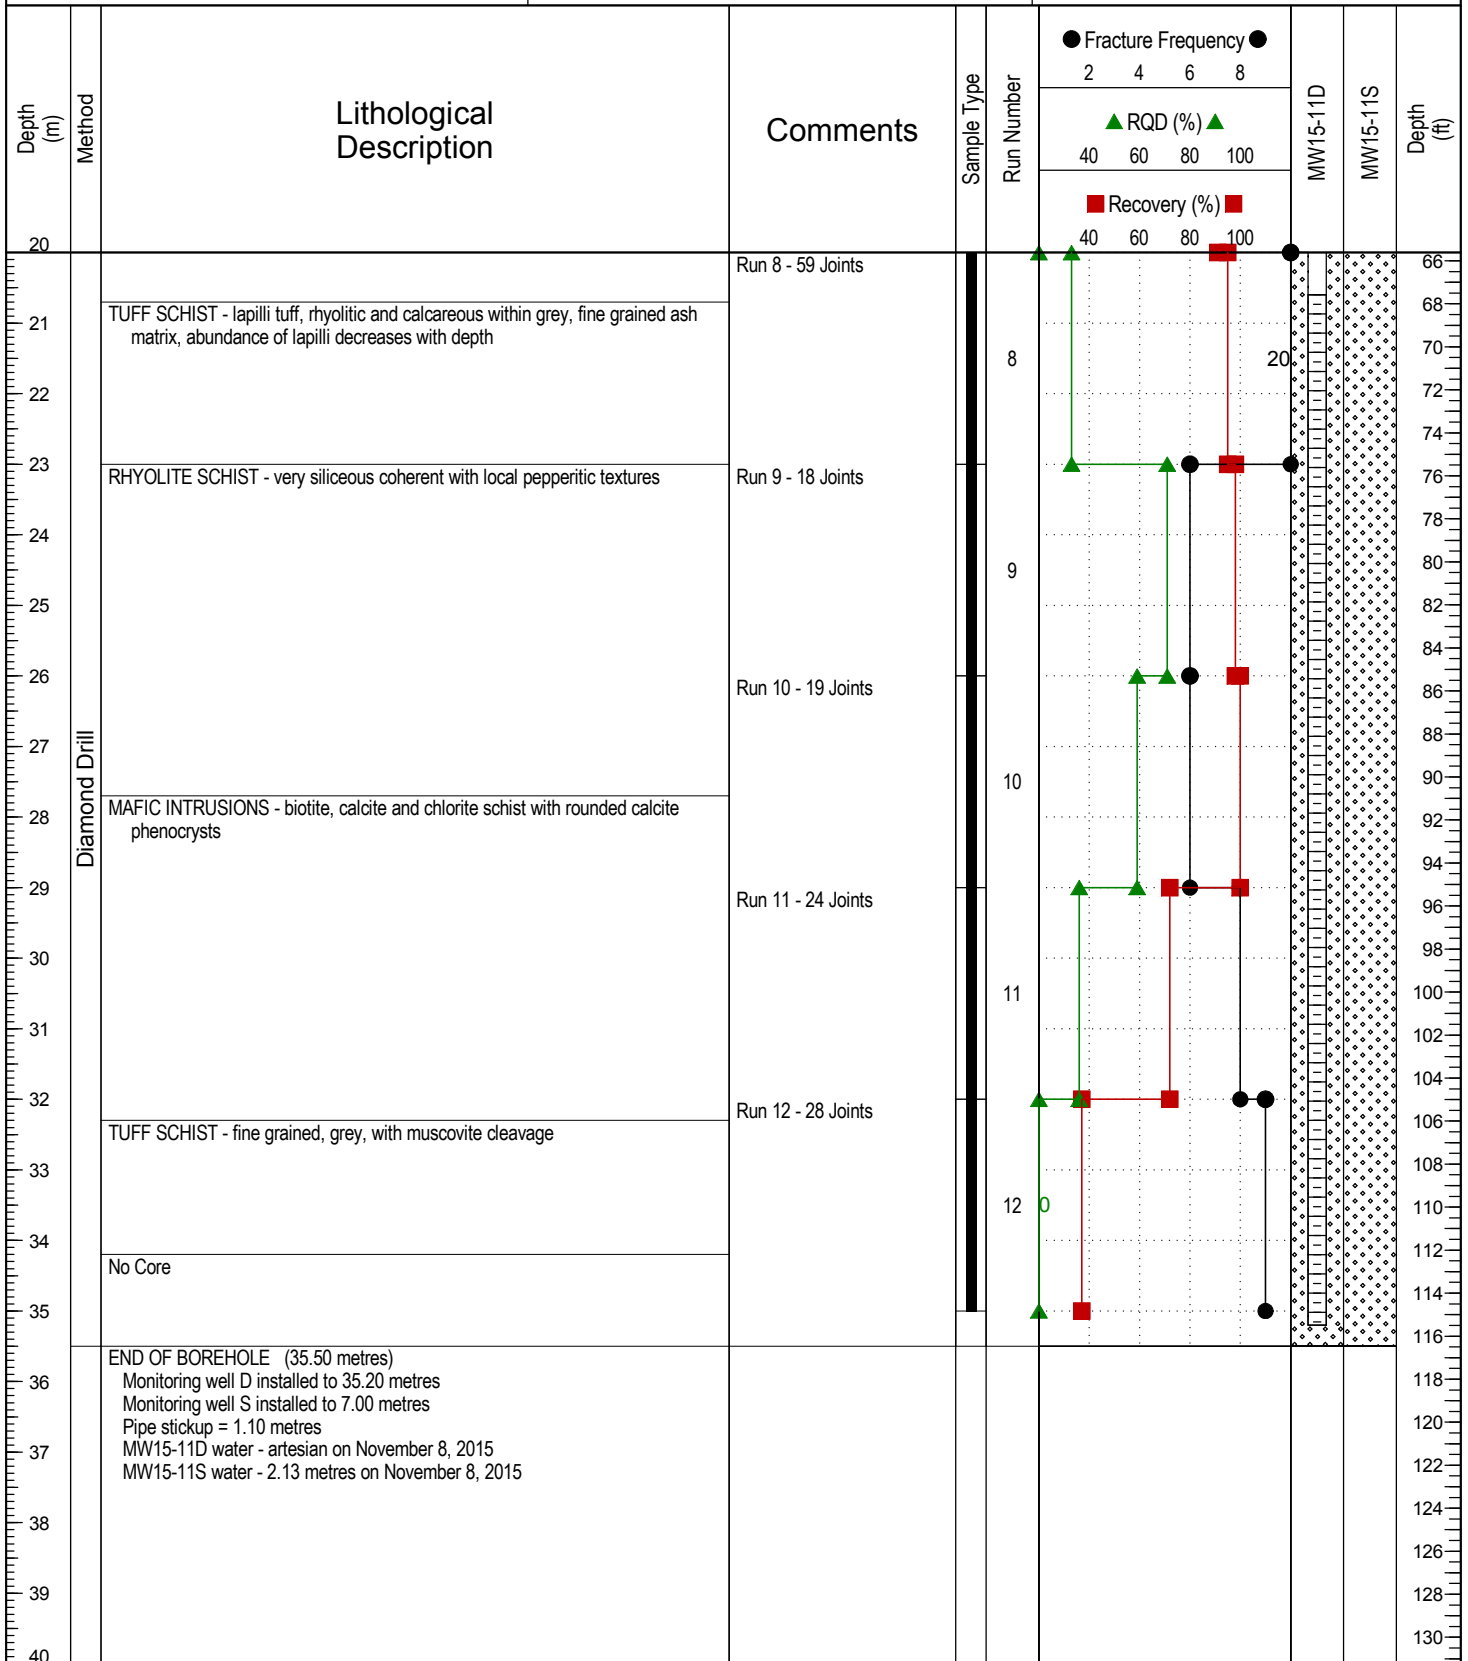 Depth
(m)
Method
Lithological
Description
Comments
Sample Type
Run Number
Fracture Frequency
2 4 6 8
RQD (%)
40 60 80 100
Recovery (%)
40 60 80 100
MW15-11D
MW15-11S
Depth
(ft)
20
Run 8 - 59 Joints
66
68
TUFF SCHIST - lapilli tuff, rhyolitic and calcareous within grey, fine grained ash
matrix, abundance of lapilli decreases with depth
21
70
8
20
22
72
74
23
RHYOLITE SCHIST - very siliceous coherent with local pepperitic textures
Run 9 - 18 Joints
76
78
24
80
9
25
82
84
26
Run 10 - 19 Joints
86
88
27
Diamond Drill
10
90
MAFIC INTRUSIONS - biotite, calcite and chlorite schist with rounded calcite
phenocrysts
28
92
94
29
Run 11 - 24 Joints
96
98
30
11
100
31
102
104
32
Run 12 - 28 Joints
106
TUFF SCHIST - fine grained, grey, with muscovite cleavage
33
108
12
0
110
34
112
No Core
114
35
116
END OF BOREHOLE (35.50 metres)
Monitoring well D installed to 35.20 metres
36
118
Monitoring well S installed to 7.00 metres
Pipe stickup = 1.10 metres
120
MW15-11D water - artesian on November 8, 2015
37
MW15-11S water - 2.13 metres on November 8, 2015
122
124
38
126
39
128
130
40